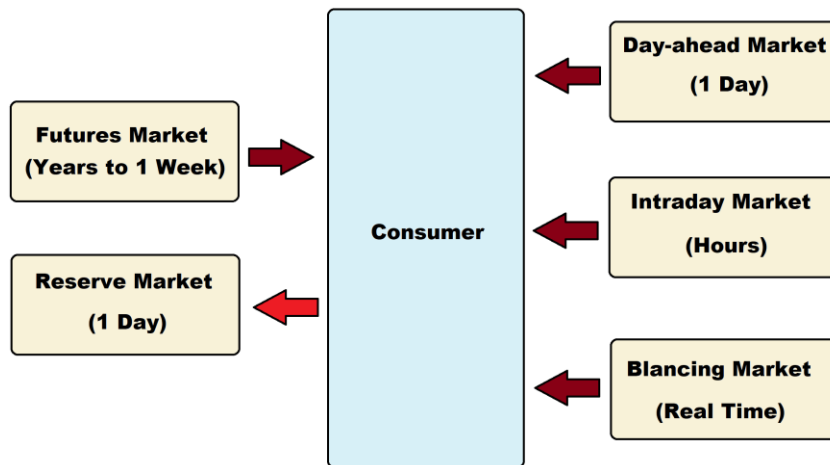 Futures Market
(Years to 1 Week)
Reserve Market
(1 Day)
Consumer
Day-ahead Market
(1 Day)
Intraday Market
(Hours)
Blancing Market
(Real Time)